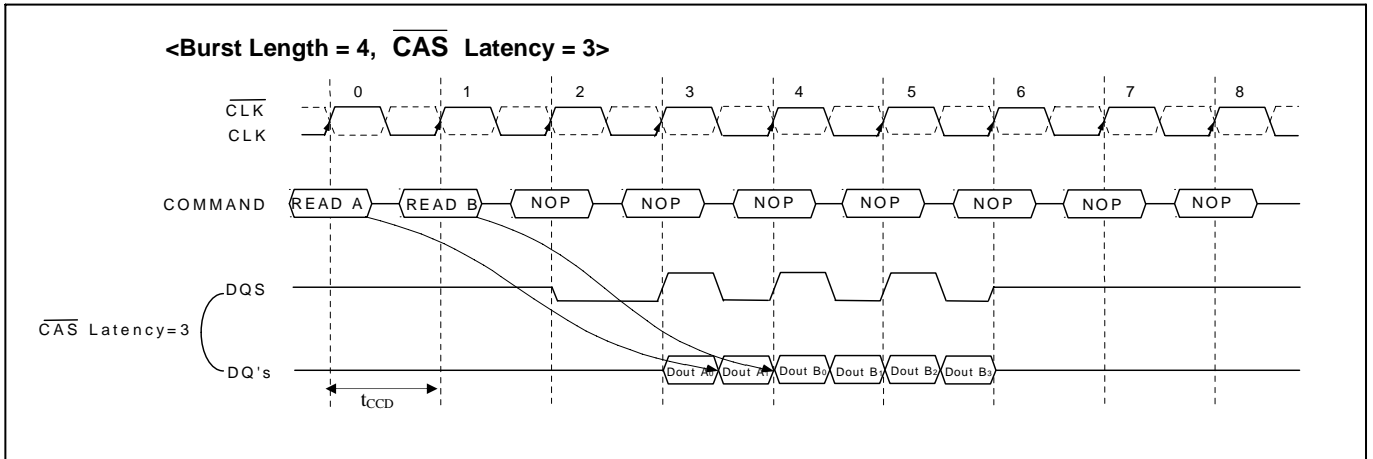 <Burst Length = 4, CAS Latency = 3>
0 1 2 3 4 5 6 7 8
CLK
CLK
COMMAND READ A READ B NOP NOP NOP NOP NOP NOP NOP
DQS
CAS Latency=3
DQ's Dout A0 Dout A1 Dout B0 Dout B1 Dout B2 Dout B3
tCCD